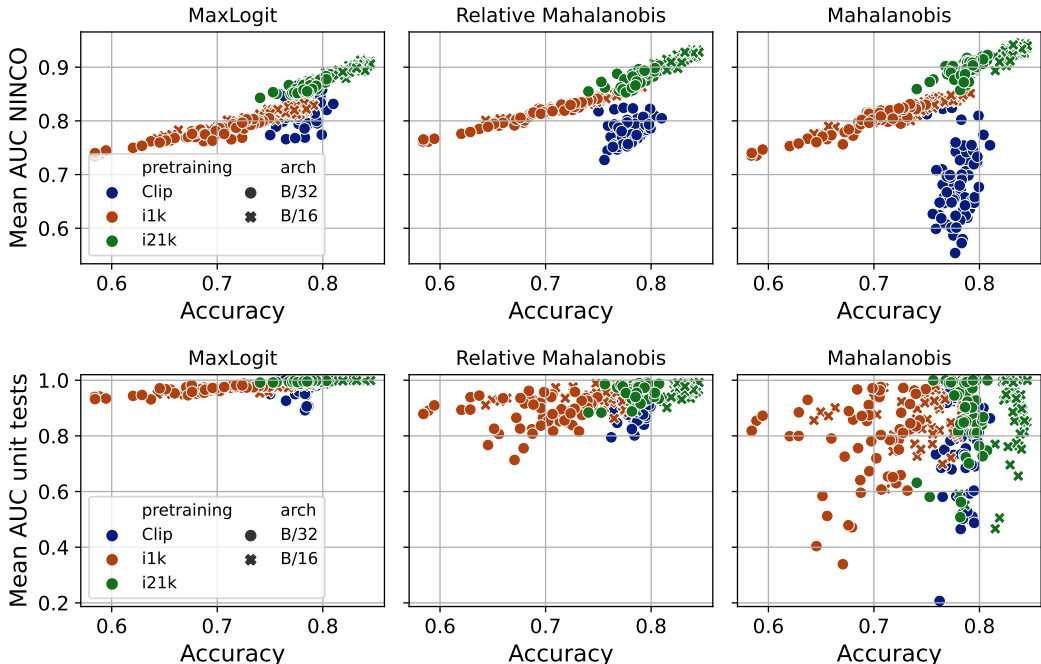 MaxLogit
Relative Mahalanobis
Mahalanobis
Mean AUC NINCO
0.9
0.8
0.7
0.6
pretraining
Clip
i1k
i21k
arch
B/32
B/16
0.6 0.7 0.8
0.6 0.7 0.8
0.6 0.7 0.8
Accuracy
Accuracy
Accuracy
MaxLogit
Relative Mahalanobis
Mahalanobis
Mean AUC unit tests
1.0
0.8
0.6
0.4
0.2
pretraining
Clip
i1k
i21k
arch
B/32
B/16
0.6 0.7 0.8
0.6 0.7 0.8
0.6 0.7 0.8
Accuracy
Accuracy
Accuracy